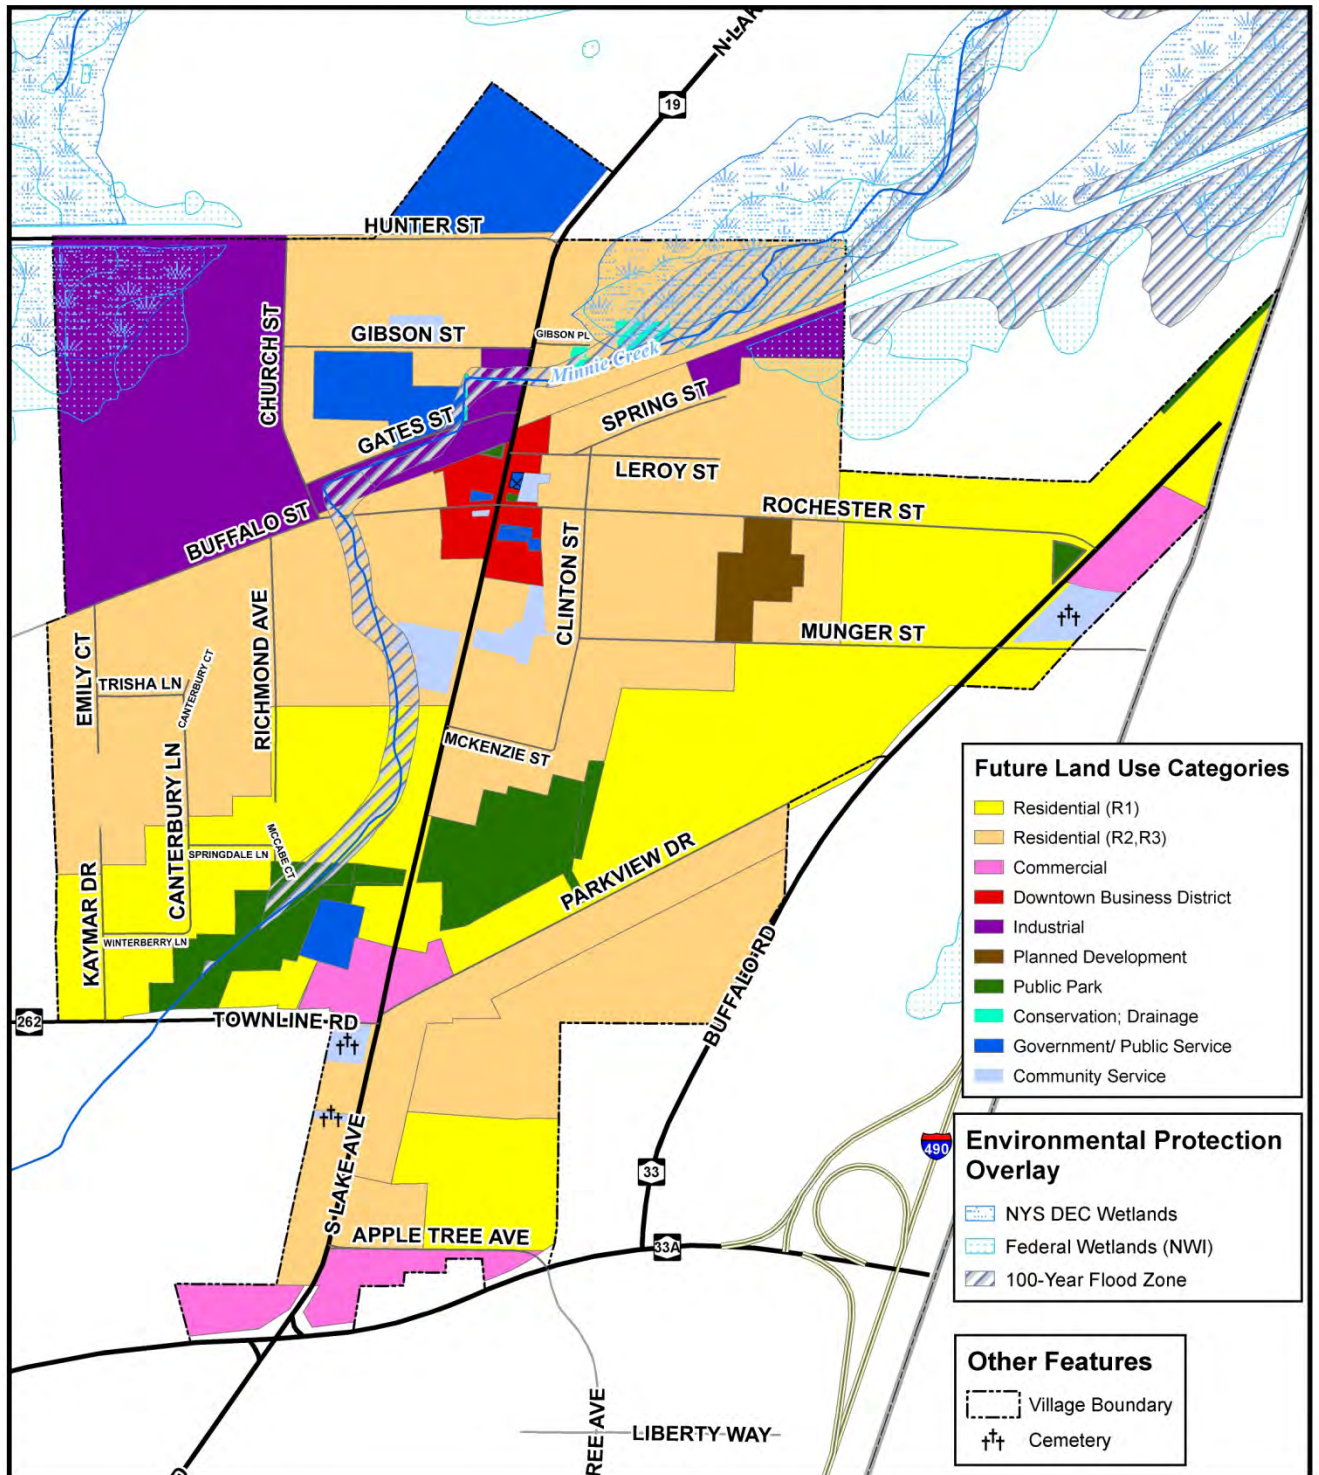 N LAK
19
HUNTER ST
CHURCH ST
GIBSON ST
GIBSON PL
Minnie Creek
GATES ST
SPRING ST
LEROY ST
BUFFALO ST
ROCHESTER ST
CLINTON ST
RICHMOND AVE
MUNGER ST
EMILY CT
TRISHA LN
CANTERBURY CT
CANTERBURY LN
MCKENZIE ST
SPRINGDALE LN
MCCABE CT
PARKVIEW DR
KAYMAR DR
WINTERBERRY LN
262
TOWNLINE RD
BUFFALO RD
S LAKE AVE
33
490
APPLE TREE AVE
33A
REE AVE
LIBERTY WAY
Future Land Use Categories
Residential (R1)
Residential (R2,R3)
Commercial
Downtown Business District
Industrial
Planned Development
Public Park
Conservation; Drainage
Government/ Public Service
Community Service
Environmental Protection
Overlay
NYS DEC Wetlands
Federal Wetlands (NWI)
100-Year Flood Zone
Other Features
Village Boundary
Cemetery